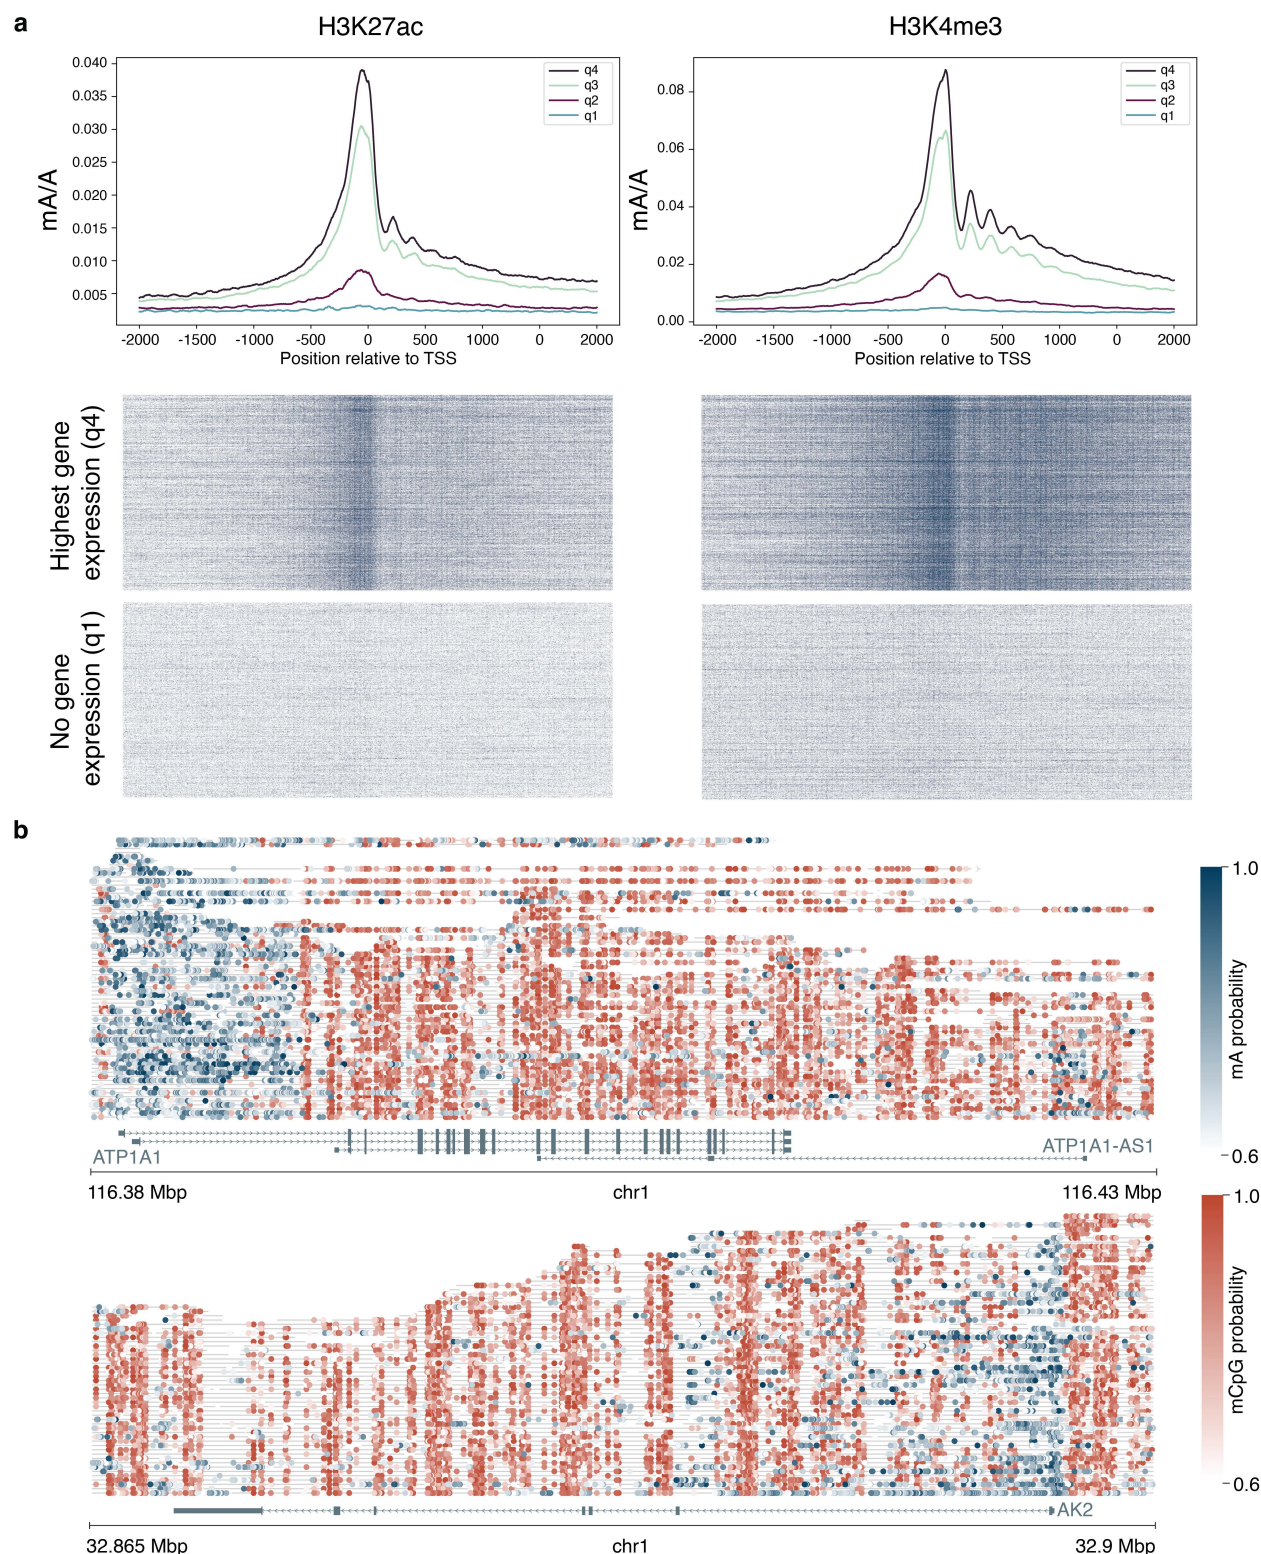 a
H3K27ac
H3K4me3
mA/A
0.040
0.035
0.030
0.025
0.020
0.015
0.010
0.005
q4
q3
q2
q1
-2000 -1500 -1000 -500 0 500 1000 0 2000
Position relative to TSS
mA/A
0.08
0.06
0.04
0.02
0.00
q4
q3
q2
q1
-2000 -1500 -1000 -500 0 500 1000 0 2000
Position relative to TSS
Highest gene
expression (q4)
No gene
expression (q1)
b
1.0
mA probability
0.6
ATP1A1
ATP1A1-AS1
116.38 Mbp
chr1
116.43 Mbp
1.0
mCpG probability
0.6
AK2
32.865 Mbp
chr1
32.9 Mbp